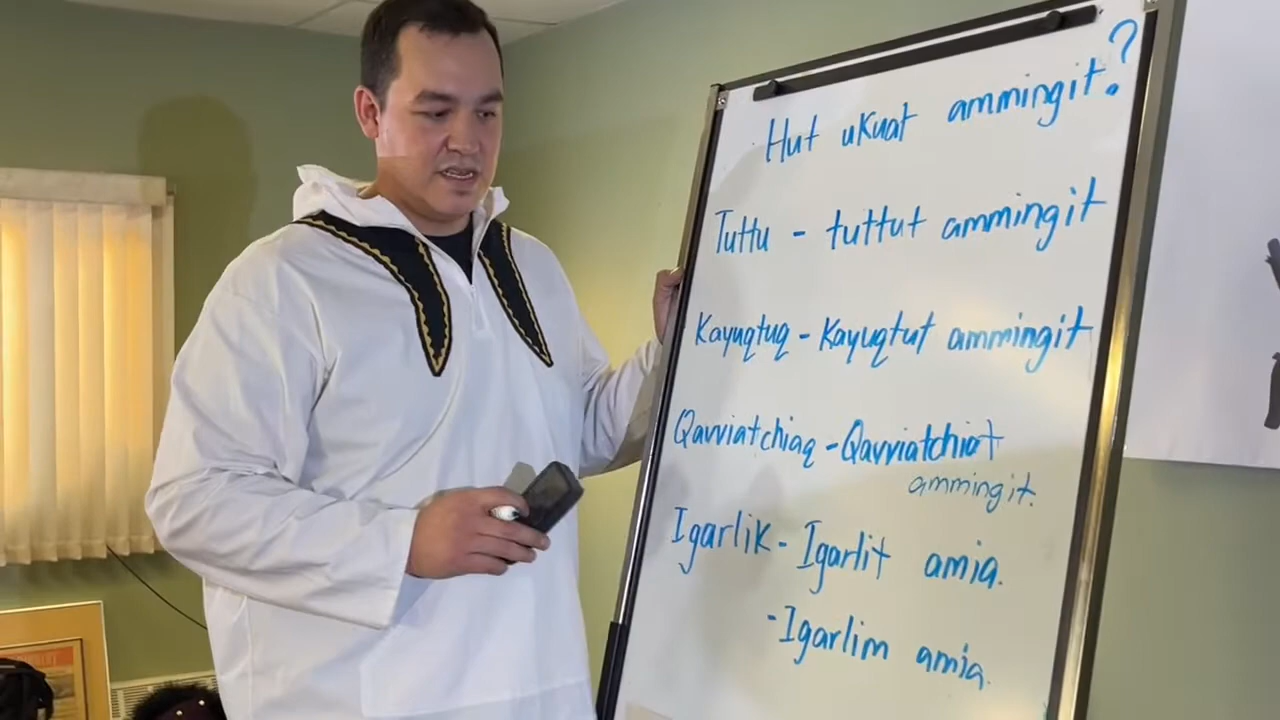 Hut ukuat ammingit?
Tuttu - tuttut ammingit
Kayuqtuq - Kayuqtut ammingit
Qavviatchiaq - Qavviatchiat
ammingit.
Igarlik - Igarlit amia.
- Igarlim amia.